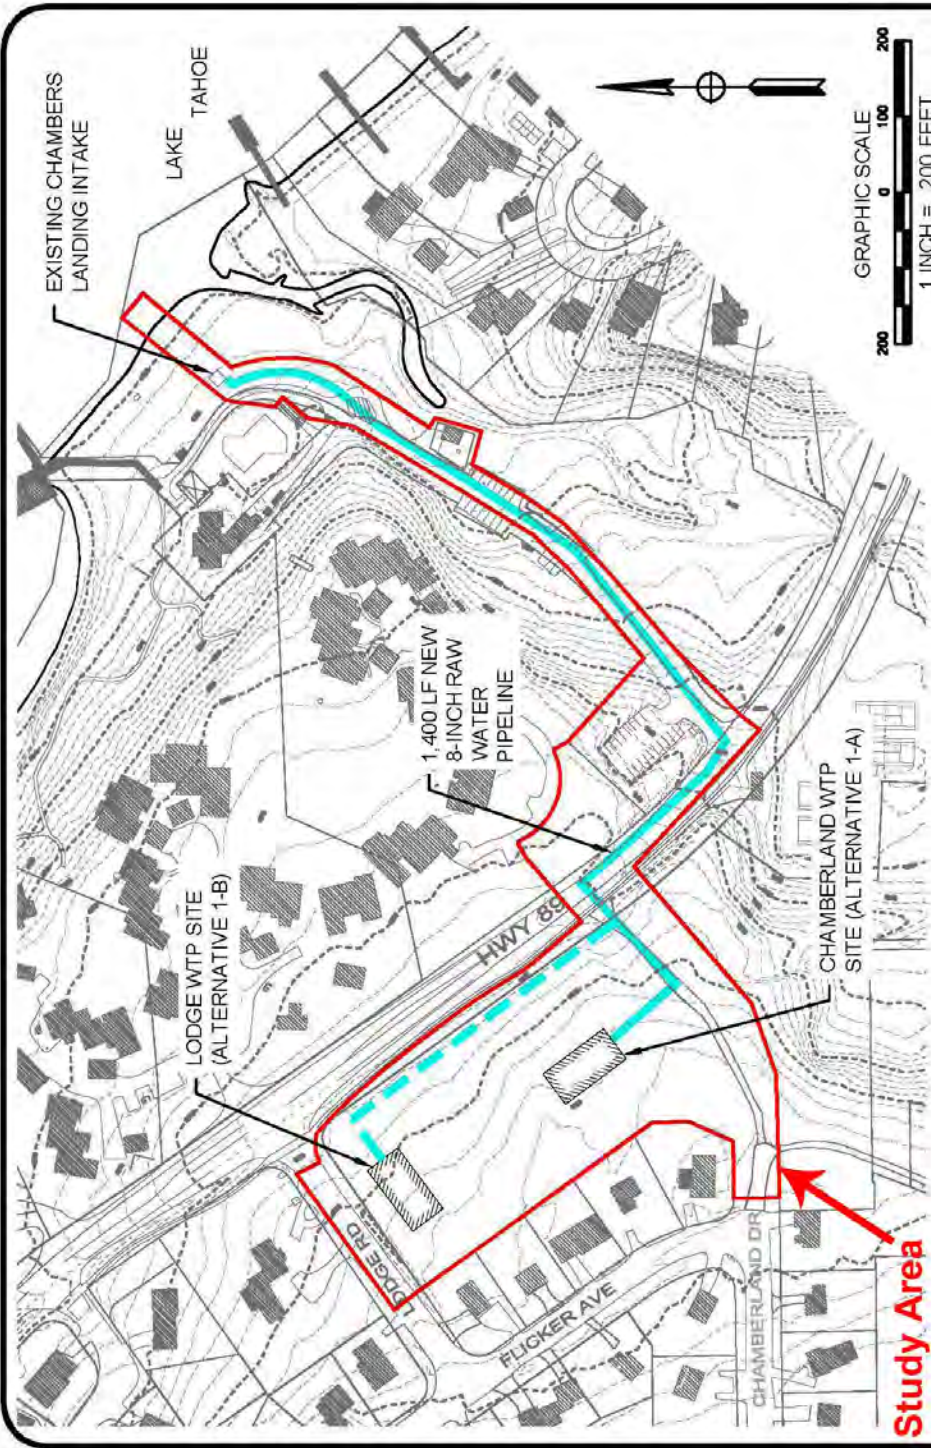 EXISTING CHAMBERS
LANDING INTAKE
LAKE
TAHOE
LODGE WTP SITE
(ALTERNATIVE 1-B)
1,400 LF NEW
8-INCH RAW
WATER
PIPELINE
HWY 89
CHAMBERLAND WTP
SITE (ALTERNATIVE 1-A)
LODGE RD
FLICKER AVE
CHAMBERLAND DR
Study Area
GRAPHIC SCALE
200 0 100 200
1 INCH = 200 FEET